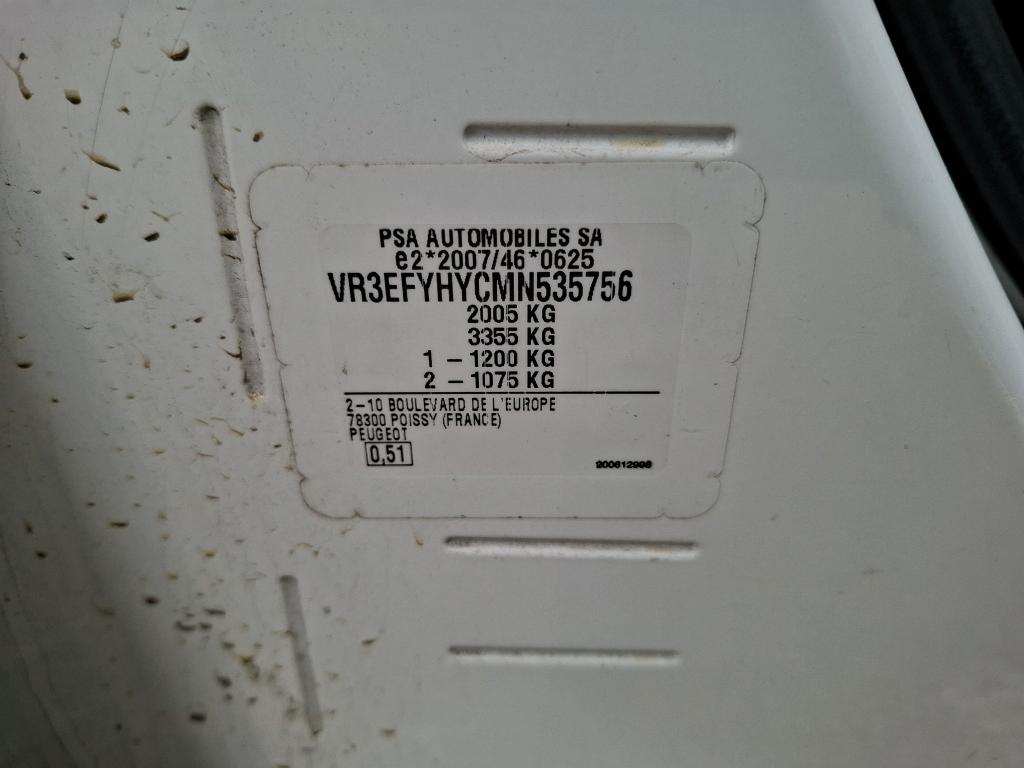 PSA AUTOMOBILES SA
e2*2007/46*0625
VR3EFYHYCMN535756
2005 KG
3355 KG
1 – 1200 KG
2 – 1075 KG
2–10 BOULEVARD DE L'EUROPE
78300 POISSY (FRANCE)
PEUGEOT
0,51
200612998